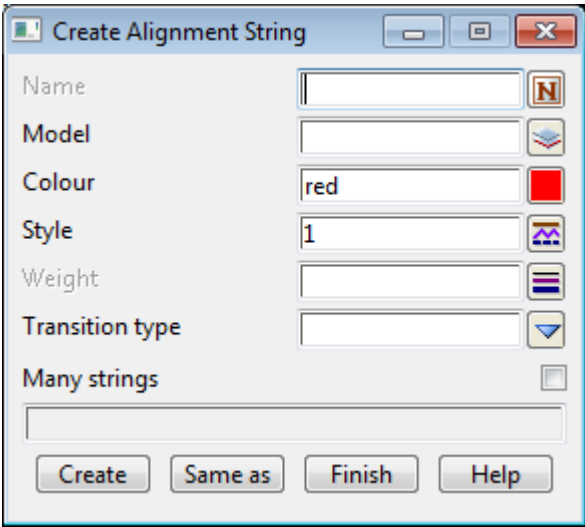 Create Alignment String
Name
N
Model
Colour red
Style 1
Weight
Transition type
Many strings
Create Same as Finish Help